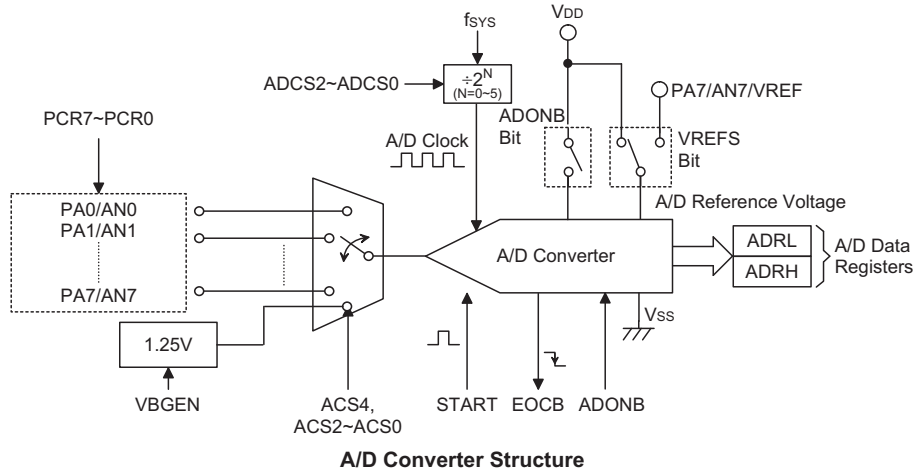 fSYS
VDD
ADCS2~ADCS0
÷2^N
(N=0~5)
PA7/AN7/VREF
PCR7~PCR0
A/D Clock
ADONB
Bit
VREFS
Bit
A/D Reference Voltage
PA0/AN0
PA1/AN1
PA7/AN7
A/D Converter
ADRL
ADRH
A/D Data
Registers
1.25V
VSS
VBGEN
ACS4,
ACS2~ACS0
START
EOCB
ADONB
A/D Converter Structure